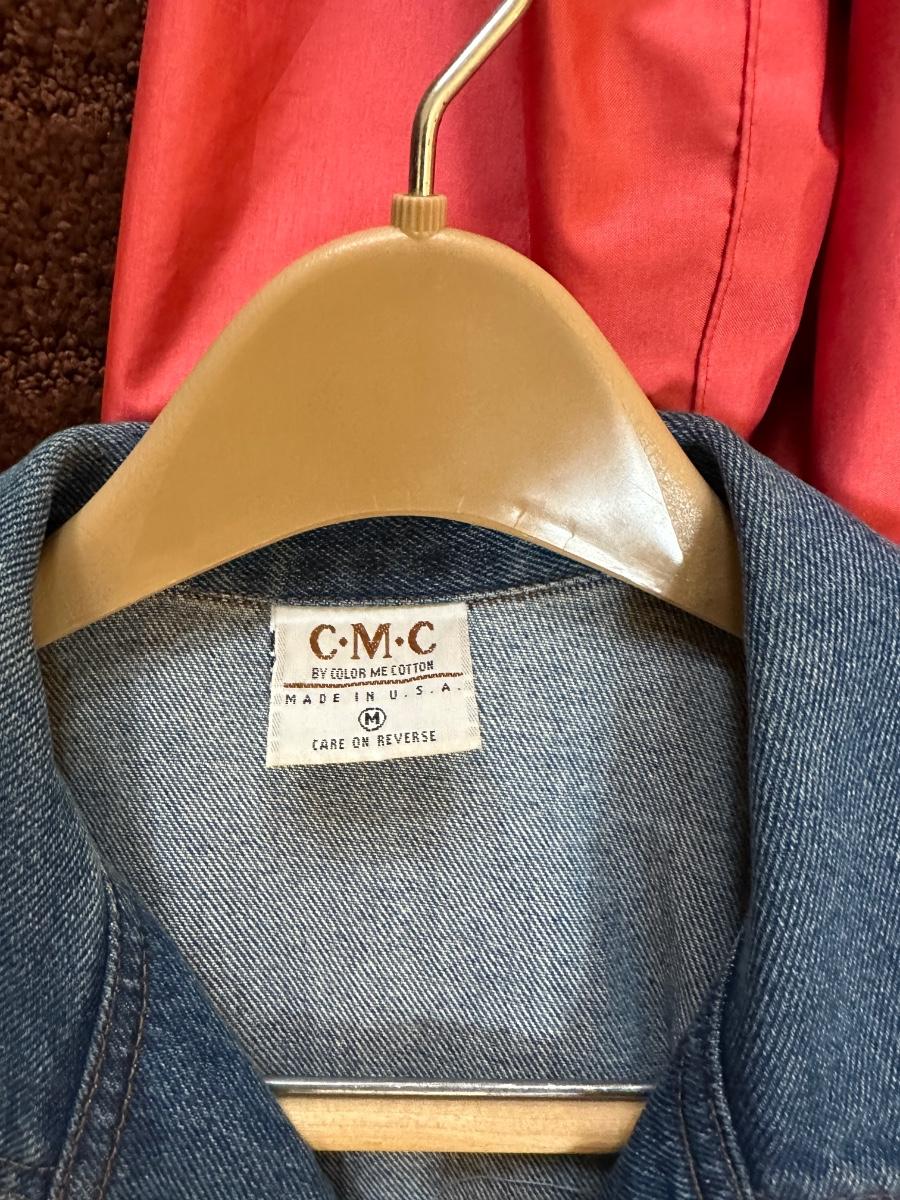 C·M·C
BY COLOR ME COTTON
MADE IN U.S.A.
M
CARE ON REVERSE